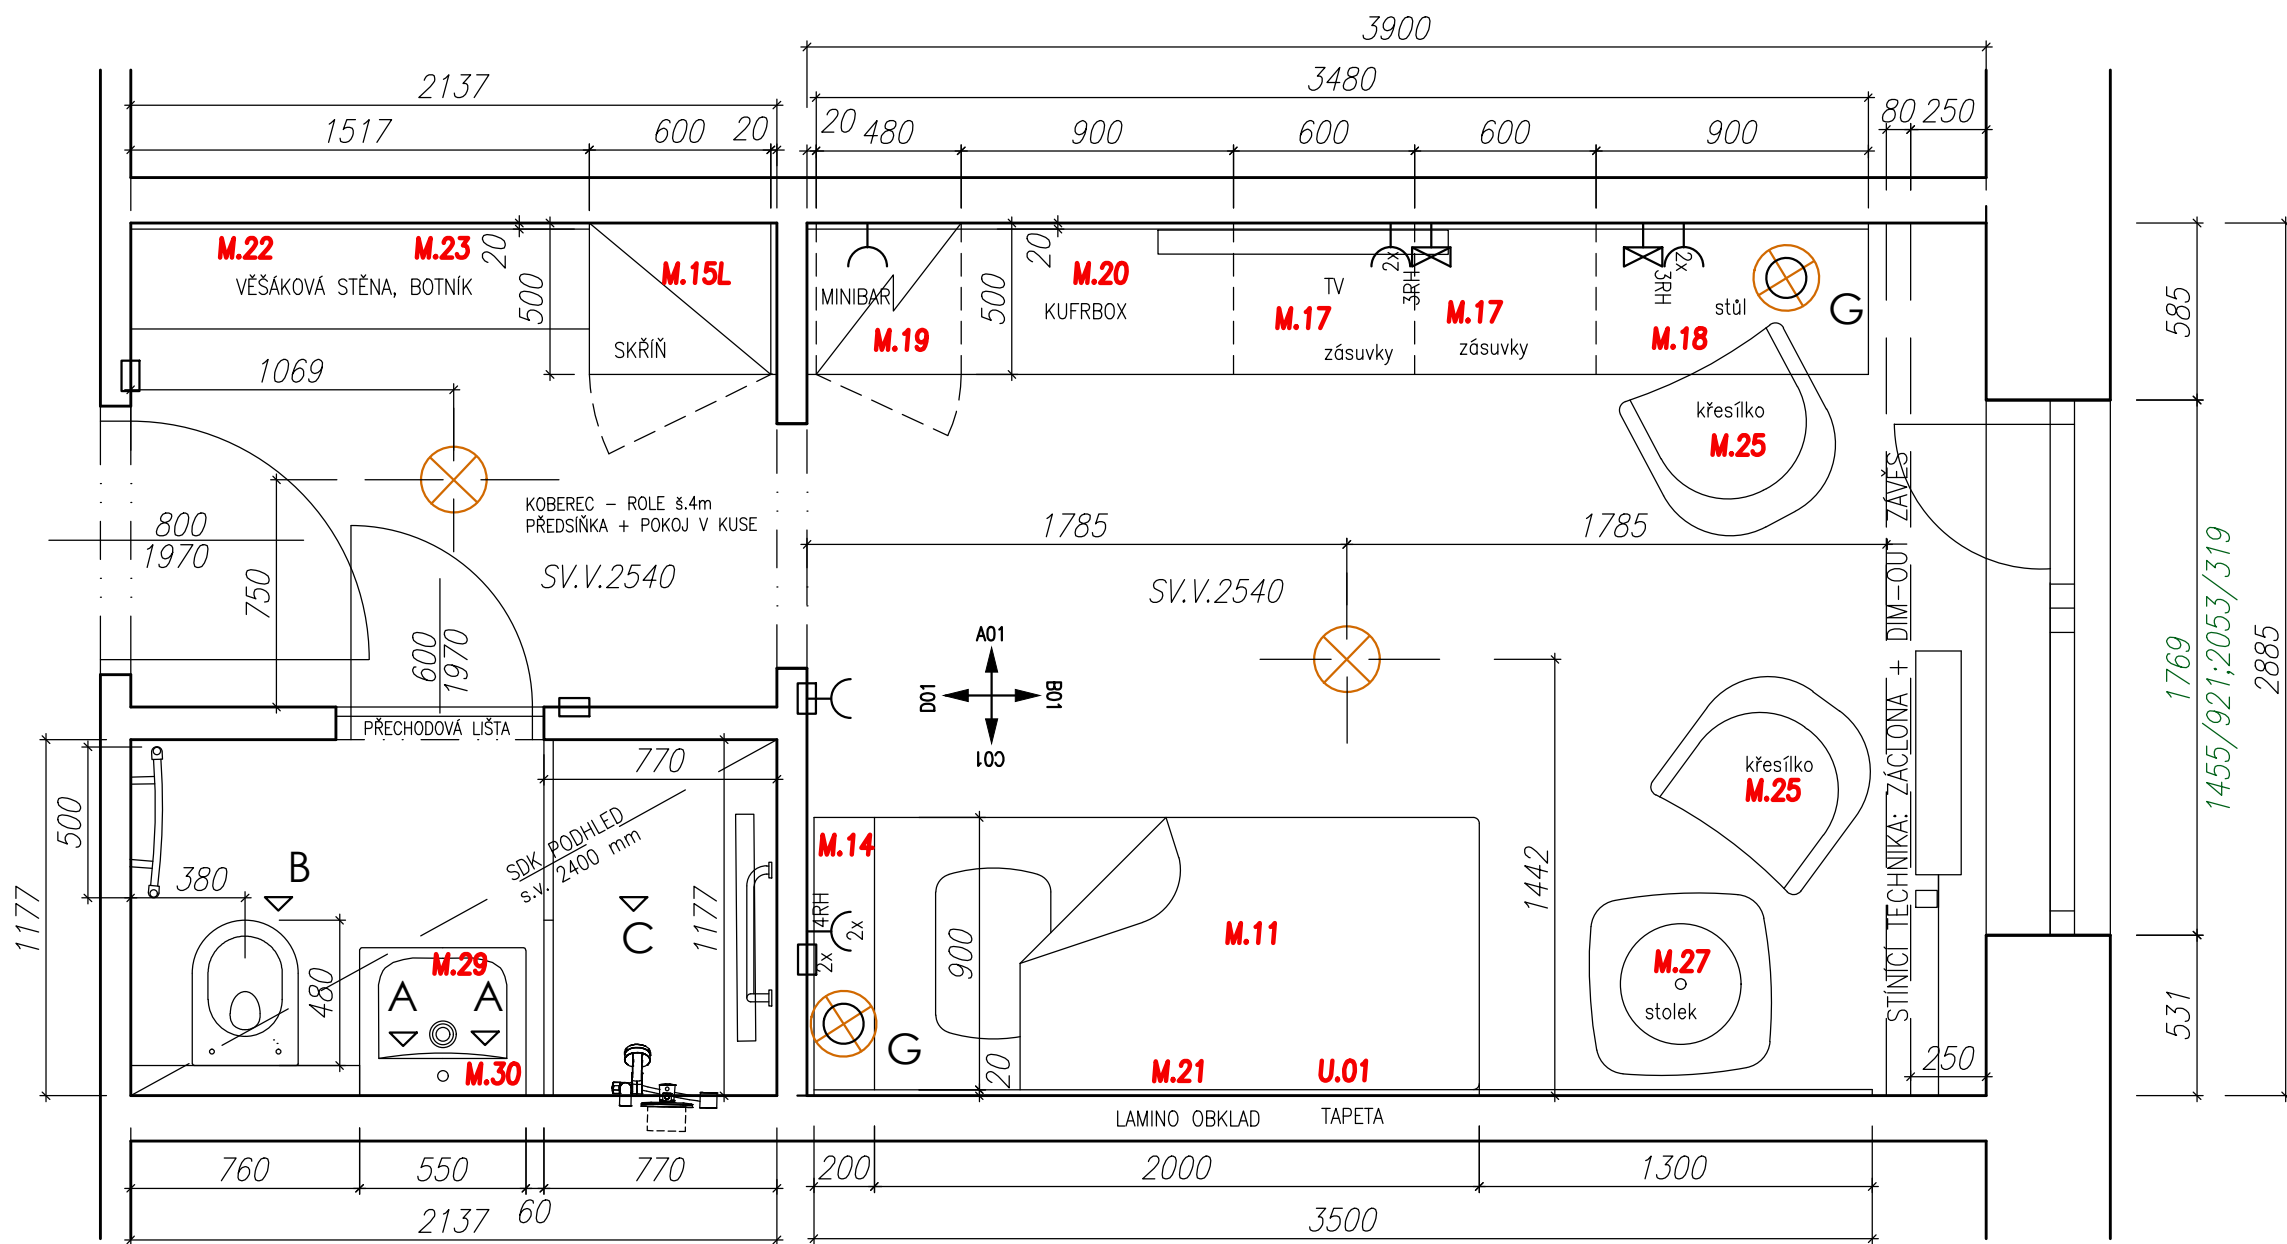 3900
2137
3480
1517
600
20
20
480
900
600
600
900
80
250
M.22
M.23
20
500
M.15L
VĚŠÁKOVÁ STĚNA, BOTNÍK
SKŘÍŇ
MINIBAR
M.19
500
20
M.20
KUFRBOX
TV
M.17
zásuvky
2x
3RH
M.17
zásuvky
3RH
2x
M.18
stůl
G
585
1069
křesílko
M.25
KOBEREC – ROLE š.4m
PŘEDSÍŇKA + POKOJ V KUSE
800
1970
750
600
1970
SV.V.2540
1785
1785
SV.V.2540
A01
B01
C01
D01
STÍNÍCÍ TECHNIKA: ZÁCLONA + DIM–OUT ZÁVĚS
1769
1455/921;2053/319
2885
PŘECHODOVÁ LIŠTA
770
křesílko
M.25
500
SDK PODHLED
s.v. 2400 mm
M.14
380
B
C
1177
1177
4RH
2x
2x
900
M.11
1442
M.29
A
A
480
M.30
G
20
M.21
U.01
M.27
stolek
531
250
LAMINO OBKLAD
TAPETA
760
550
60
770
200
2000
1300
2137
3500